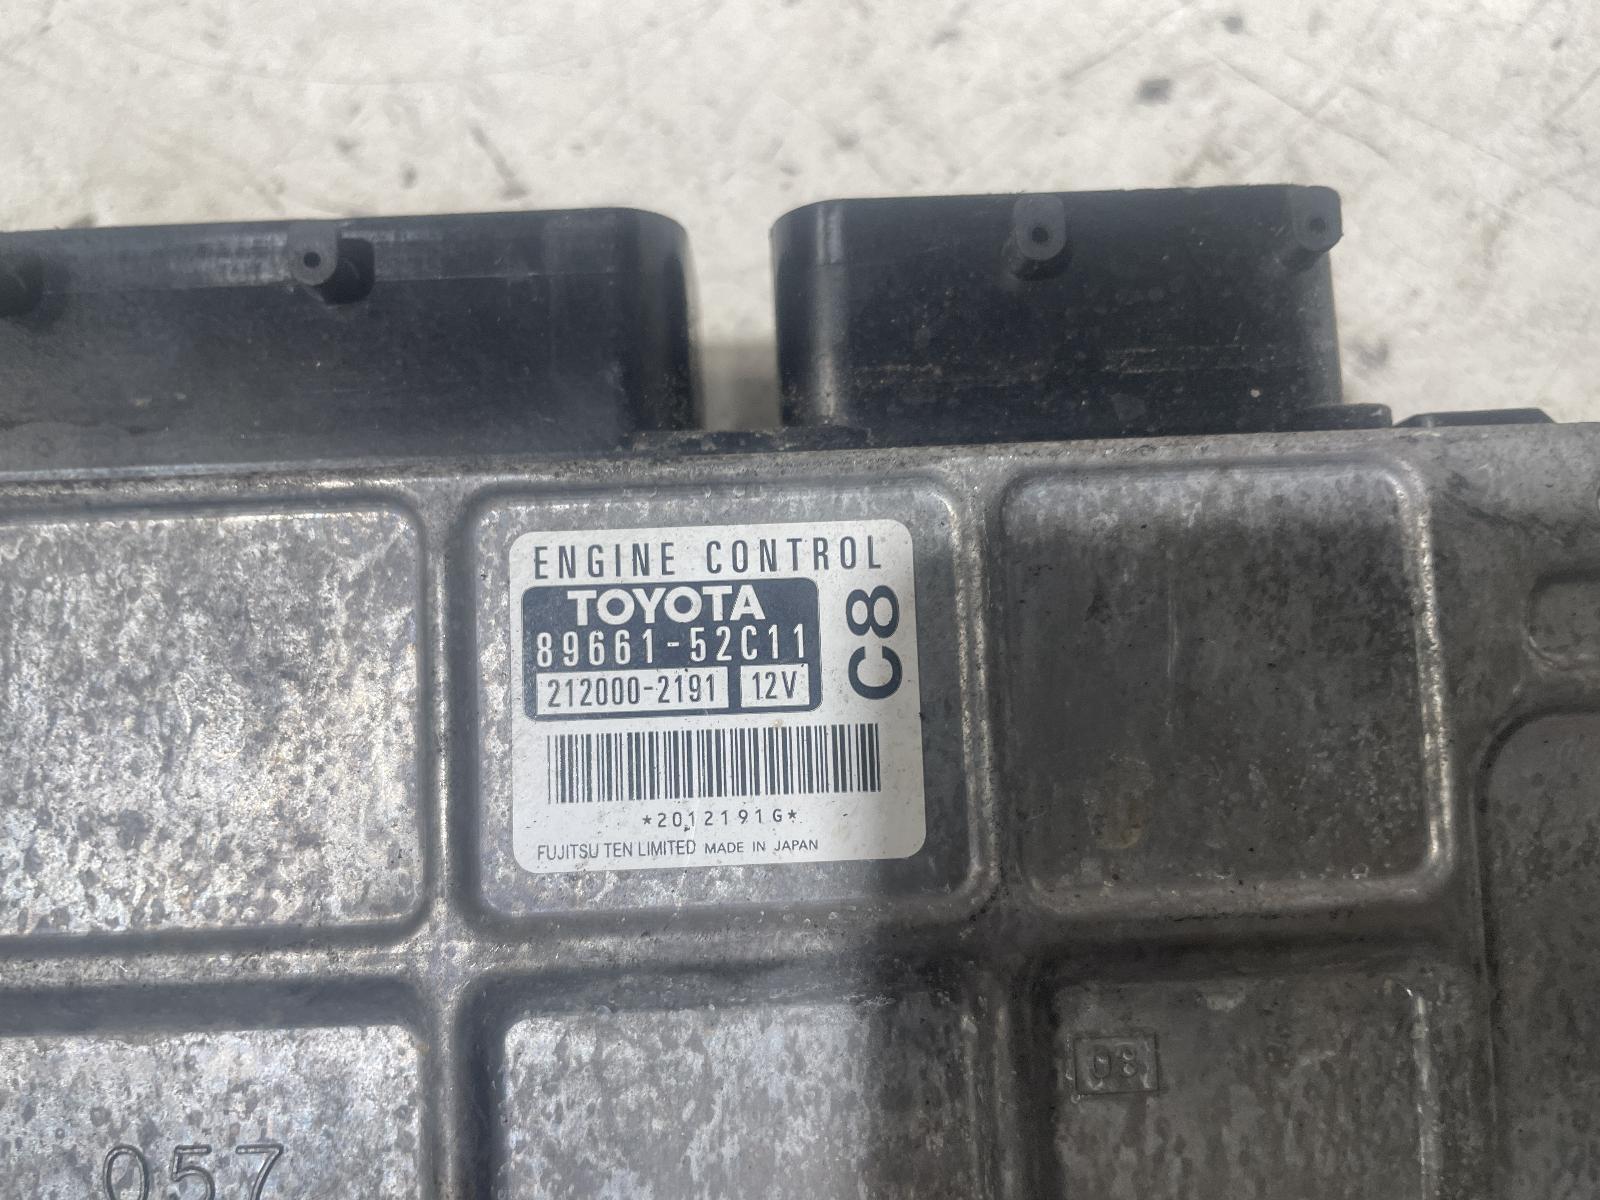 ENGINE CONTROL
TOYOTA
89661-52C11
212000-2191 12V
C8
*2012191G*
FUJITSU TEN LIMITED MADE IN JAPAN
08
057